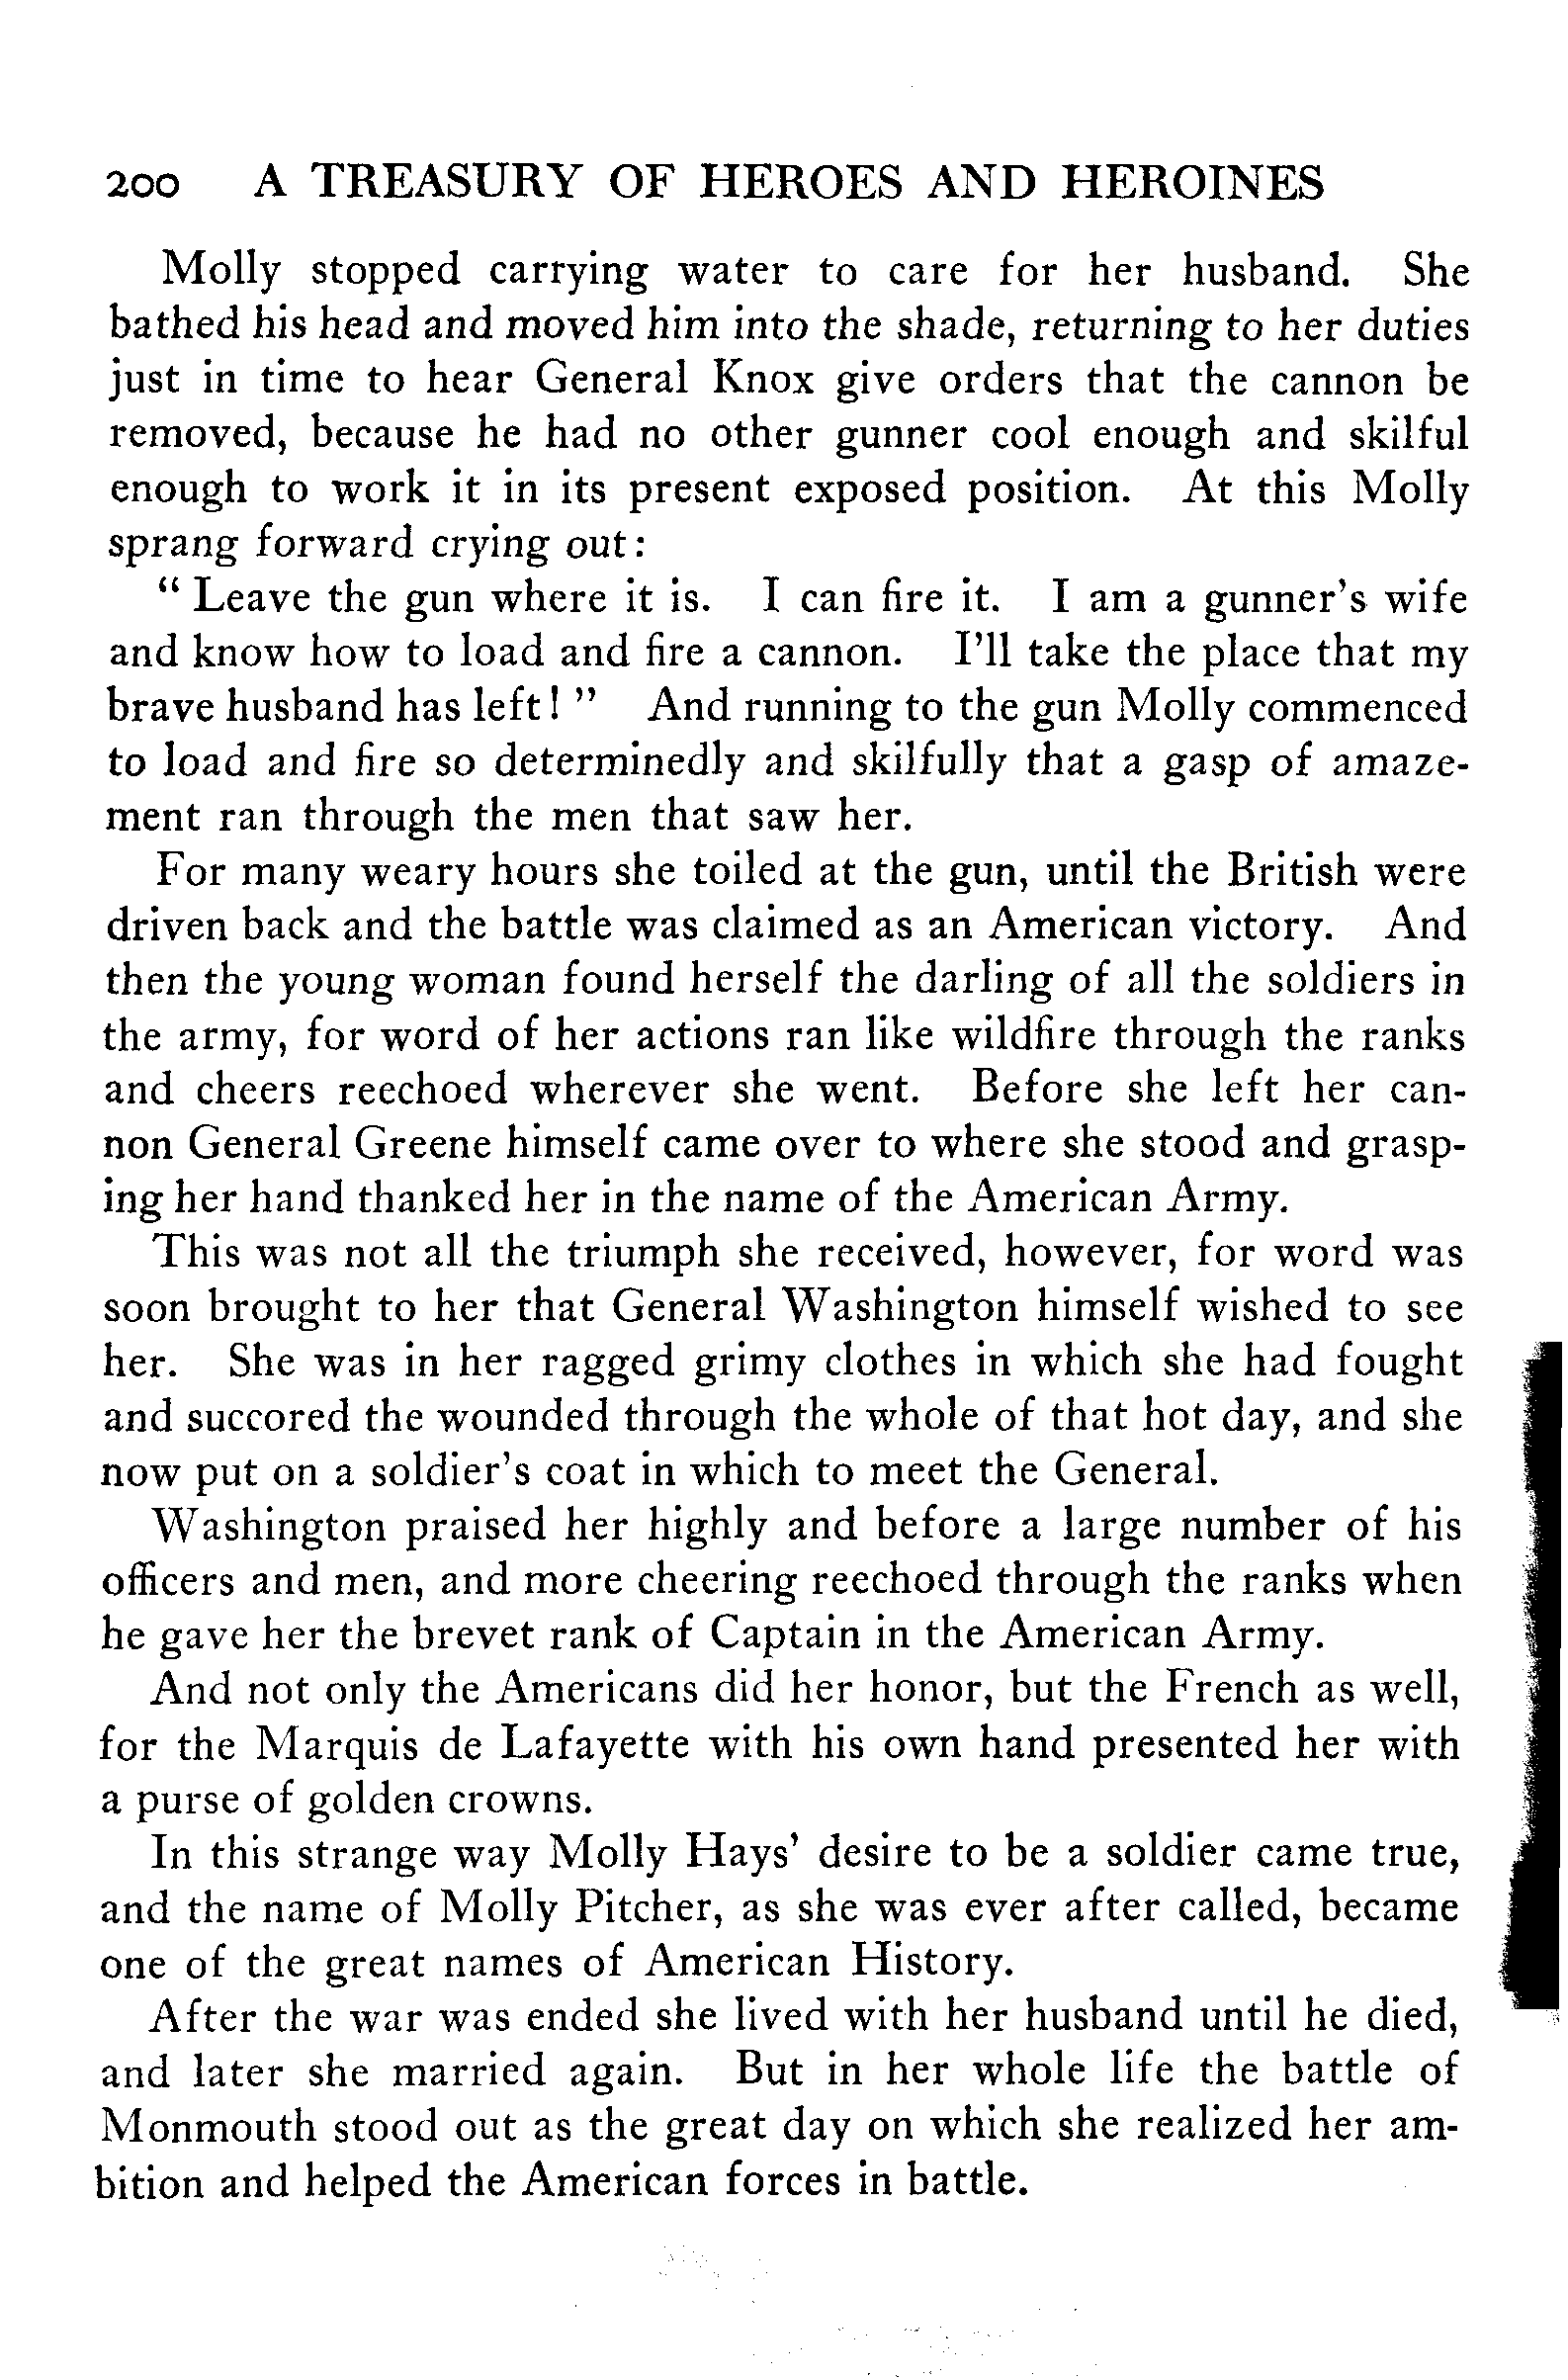 200 A TREASURY OF HEROES AND HEROINES
Molly stopped carrying water to care for her husband. She
bathed his head and moved him into the shade, returning to her duties
just in time to hear General Knox give orders that the cannon be
removed, because he had no other gunner cool enough and skilful
enough to work it in its present exposed position. At this Molly
sprang forward crying out:
“ Leave the gun where it is. I can fire it. I am a gunner’s wife
and know how to load and fire a cannon. I’ll take the place that my
brave husband has left! ” And running to the gun Molly commenced
to load and fire so determinedly and skilfully that a gasp of amaze-
ment ran through the men that saw her.
For many weary hours she toiled at the gun, until the British were
driven back and the battle was claimed as an American victory. And
then the young woman found herself the darling of all the soldiers in
the army, for word of her actions ran like wildfire through the ranks
and cheers reechoed wherever she went. Before she left her can-
non General Greene himself came over to where she stood and grasp-
ing her hand thanked her in the name of the American Army.
This was not all the triumph she received, however, for word was
soon brought to her that General Washington himself wished to see
her. She was in her ragged grimy clothes in which she had fought
and succored the wounded through the whole of that hot day, and she
now put on a soldier’s coat in which to meet the General.
Washington praised her highly and before a large number of his
officers and men, and more cheering reechoed through the ranks when
he gave her the brevet rank of Captain in the American Army.
And not only the Americans did her honor, but the French as well,
for the Marquis de Lafayette with his own hand presented her with
a purse of golden crowns.
In this strange way Molly Hays’ desire to be a soldier came true,
and the name of Molly Pitcher, as she was ever after called, became
one of the great names of American History.
After the war was ended she lived with her husband until he died,
and later she married again. But in her whole life the battle of
Monmouth stood out as the great day on which she realized her am-
bition and helped the American forces in battle.